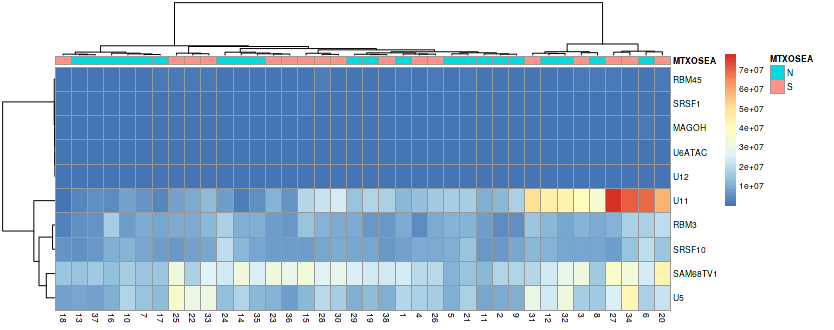 MTXOSEA
RBM45
SRSF1
MAGOH
U6ATAC
U12
U11
RBM3
SRSF10
SAM68TV1
U5
18 13 37 16 10 7 17 25 22 33 24 14 35 23 36 15 28 30 29 19 38 1 4 26 5 21 11 2 9 31 12 32 3 8 27 34 6 20
7e+07
6e+07
5e+07
4e+07
3e+07
2e+07
1e+07
MTXOSEA
N
S